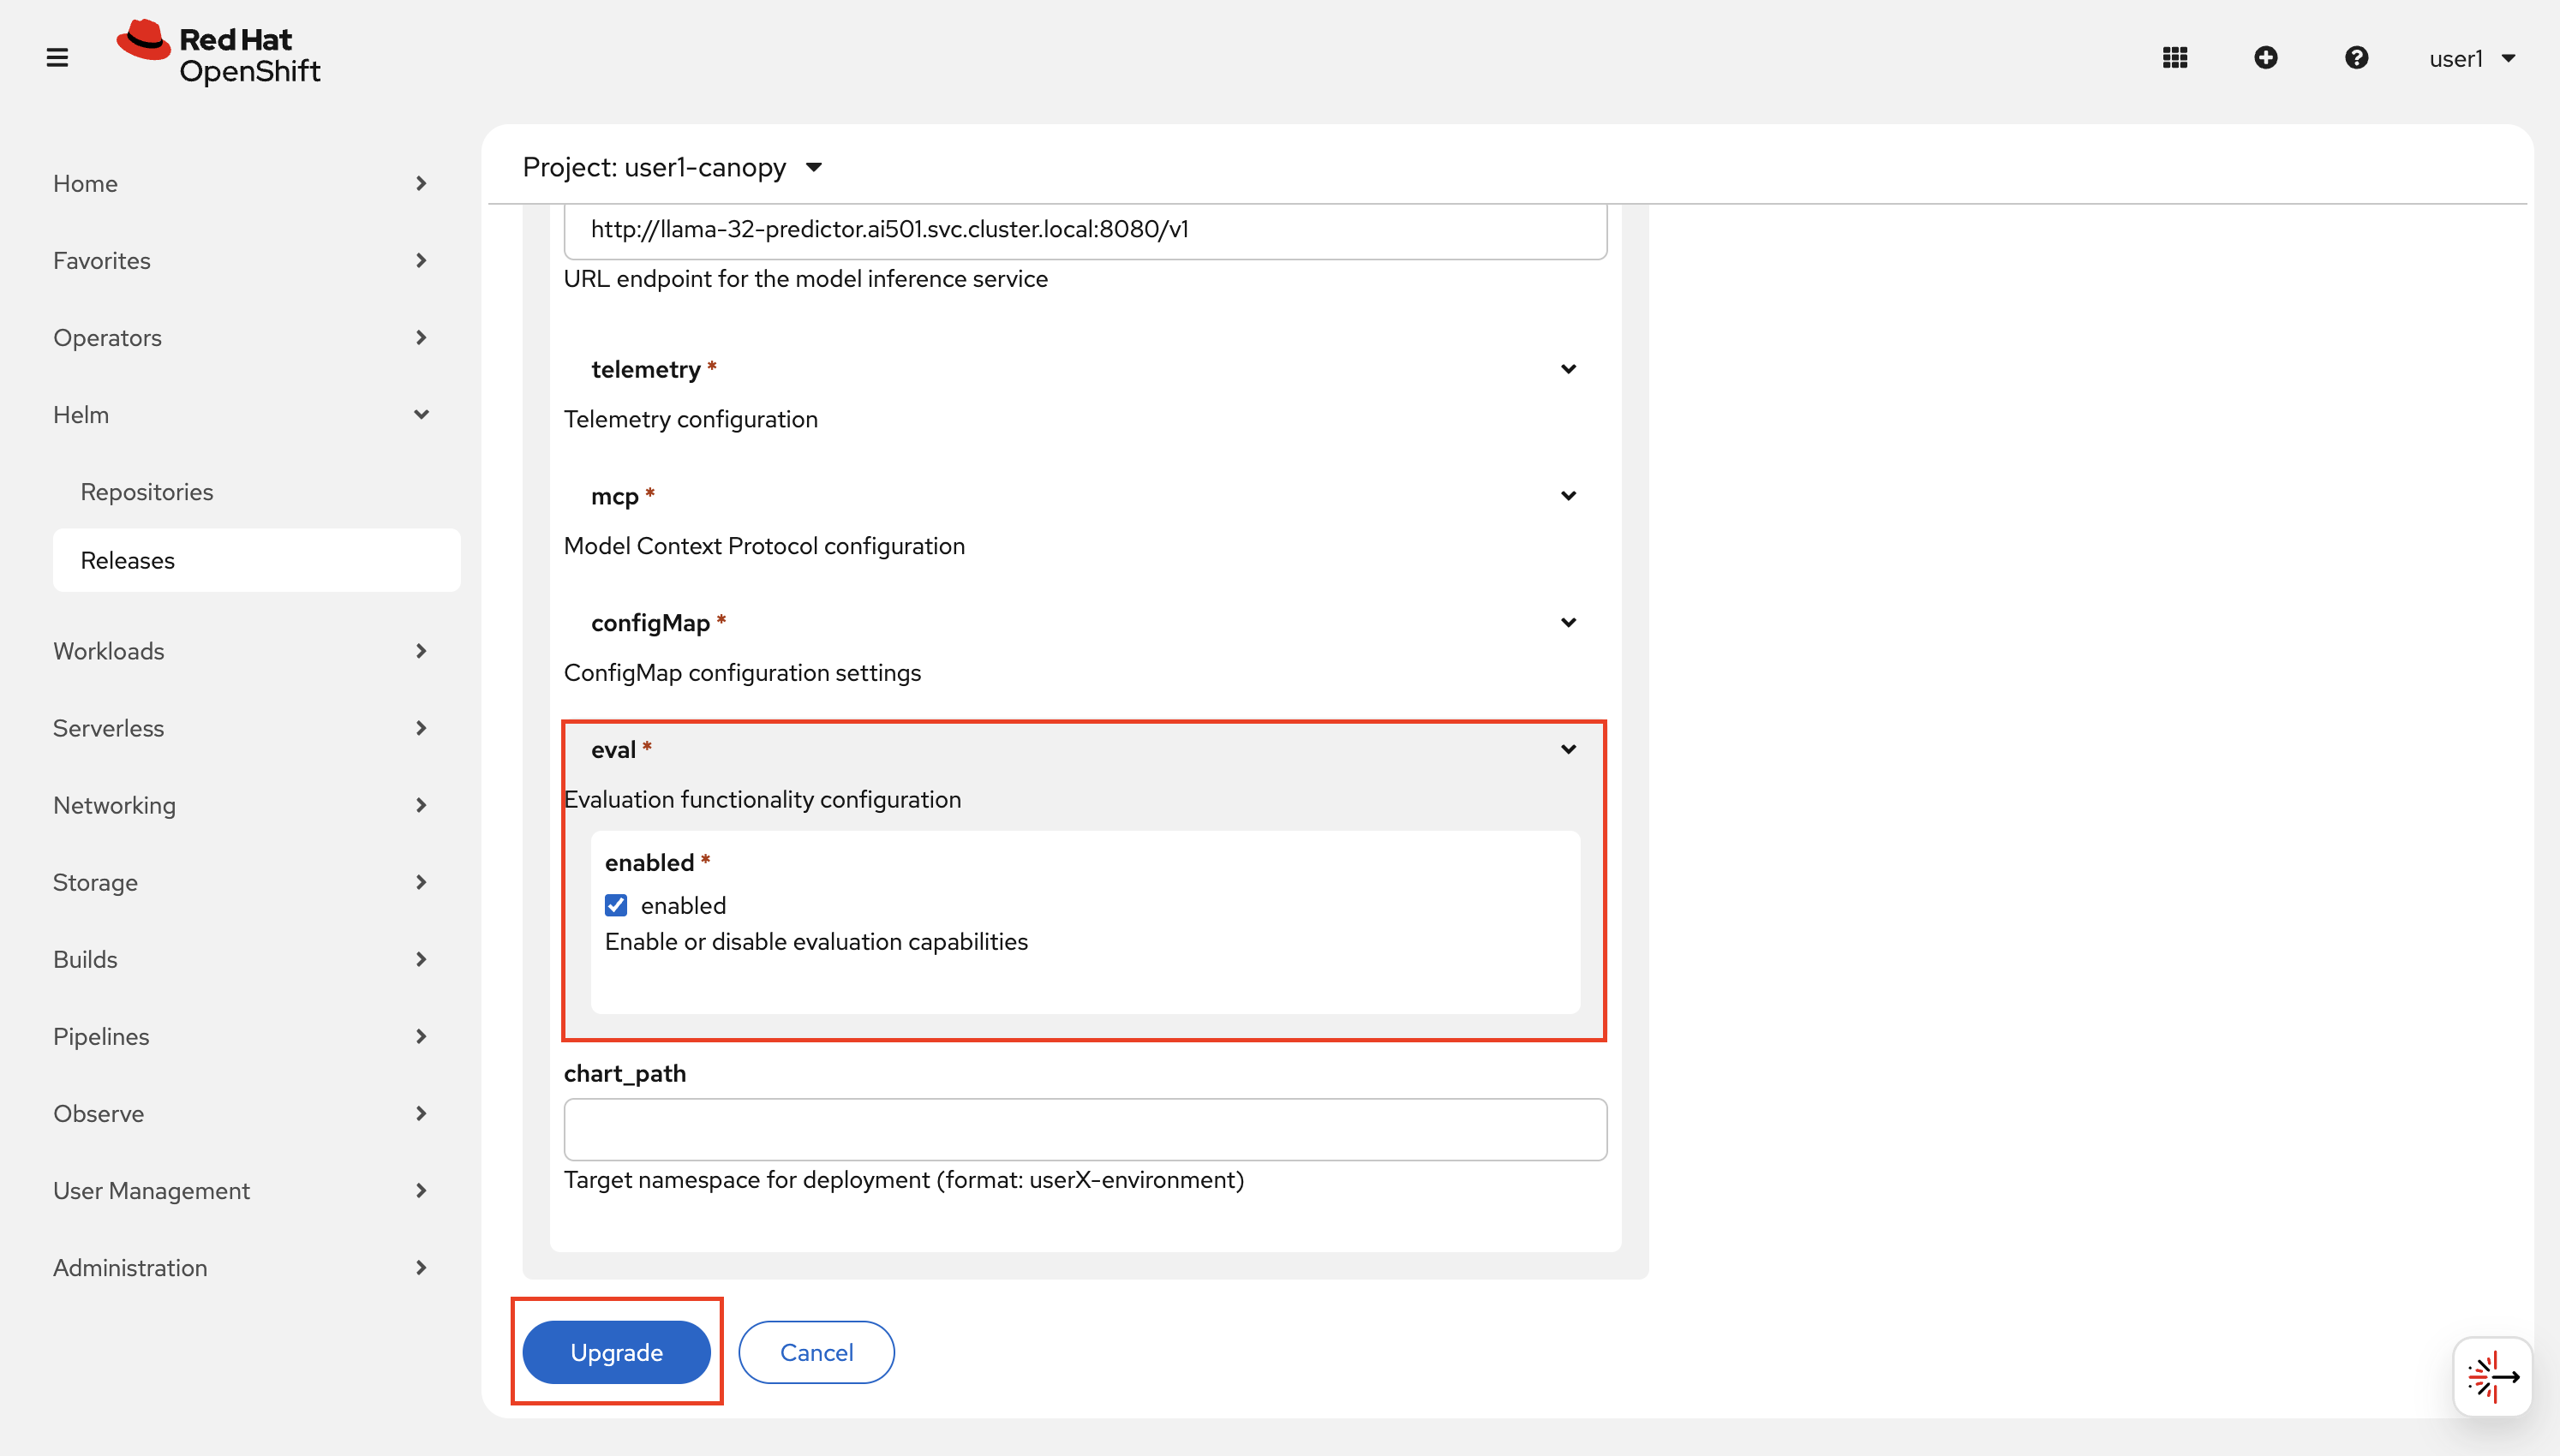 Red Hat
OpenShift
user1
Home
Favorites
Operators
Helm
Repositories
Releases
Workloads
Serverless
Networking
Storage
Builds
Pipelines
Observe
User Management
Administration
Project: user1-canopy
http://llama-32-predictor.ai501.svc.cluster.local:8080/v1
URL endpoint for the model inference service
telemetry *
Telemetry configuration
mcp *
Model Context Protocol configuration
configMap *
ConfigMap configuration settings
eval *
Evaluation functionality configuration
enabled *
enabled
Enable or disable evaluation capabilities
chart_path
Target namespace for deployment (format: userX-environment)
Upgrade
Cancel